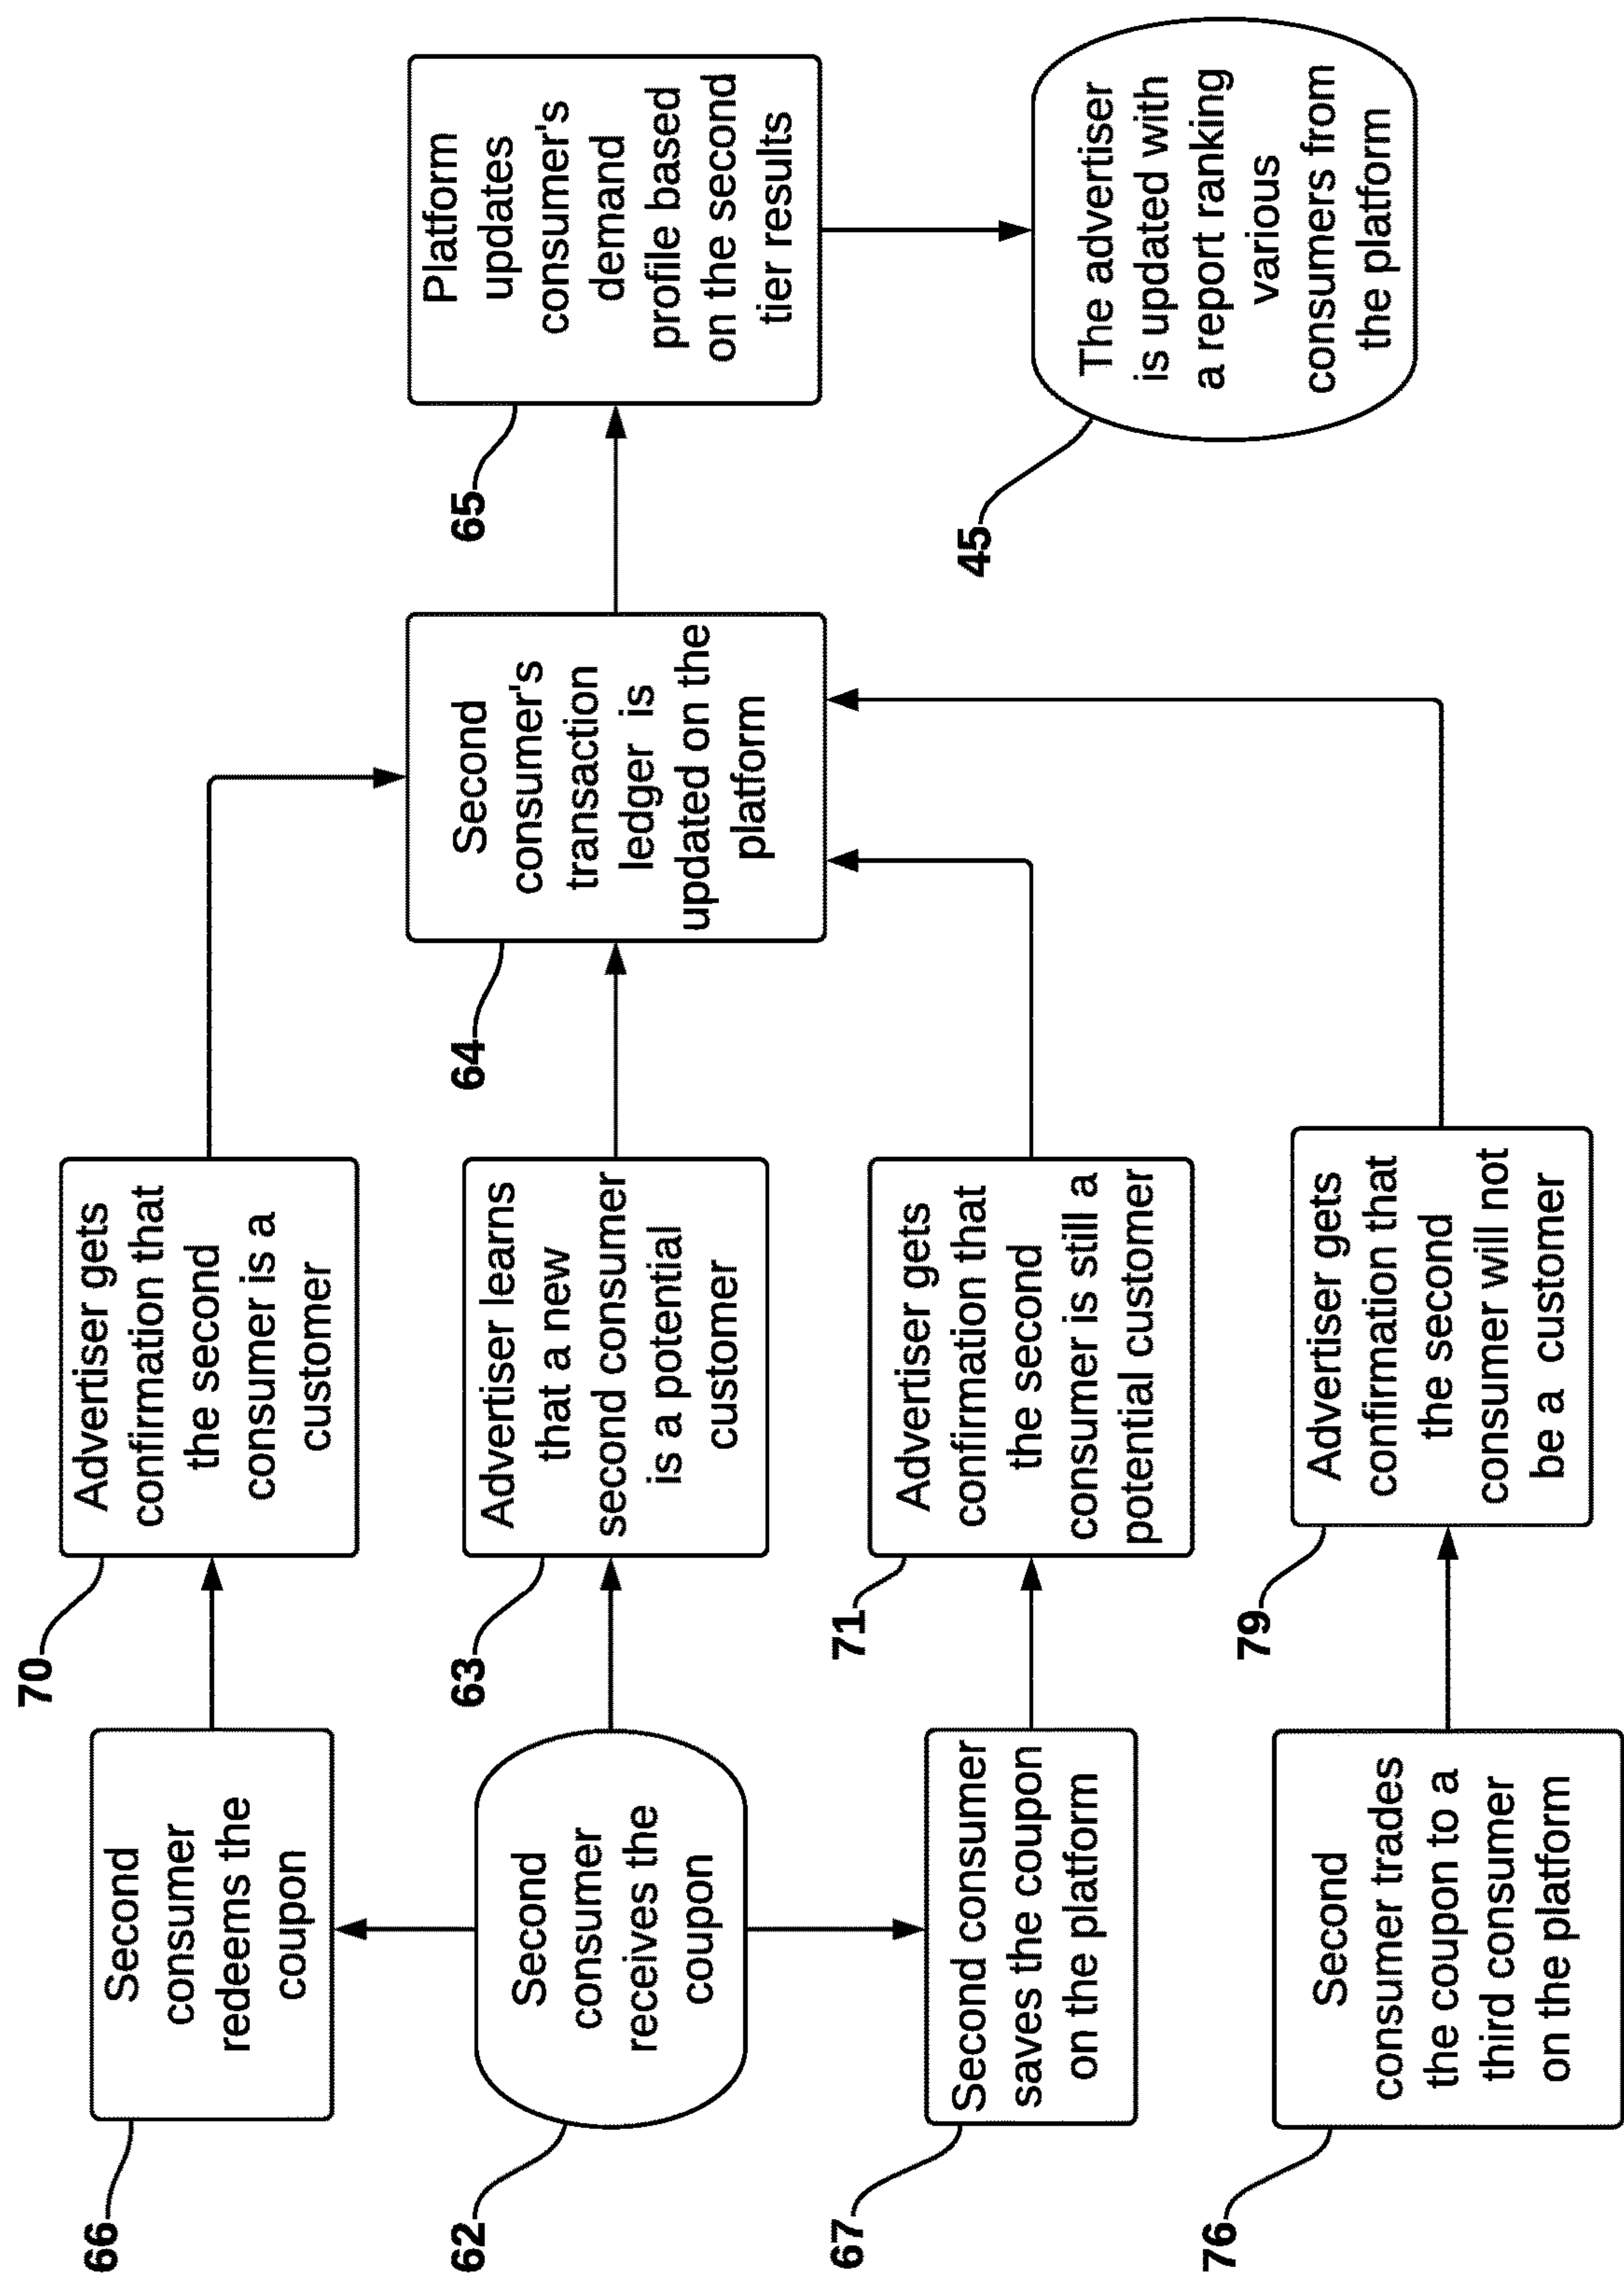 66
Second
consumer
redeems the
coupon
70
Advertiser gets
confirmation that
the second
consumer is a
customer
62
Second
consumer
receives the
coupon
63
Advertiser learns
that a new
second consumer
is a potential
customer
64
Second
consumer's
transaction
ledger is
updated on the
platform
65
Platform
updates
consumer's
demand
profile based
on the second
tier results
67
Second consumer
saves the coupon
on the platform
71
Advertiser gets
confirmation that
the second
consumer is still a
potential customer
45
The advertiser
is updated with
a report ranking
various
consumers from
the platform
76
Second
consumer trades
the coupon to a
third consumer
on the platform
79
Advertiser gets
confirmation that
the second
consumer will not
be a customer